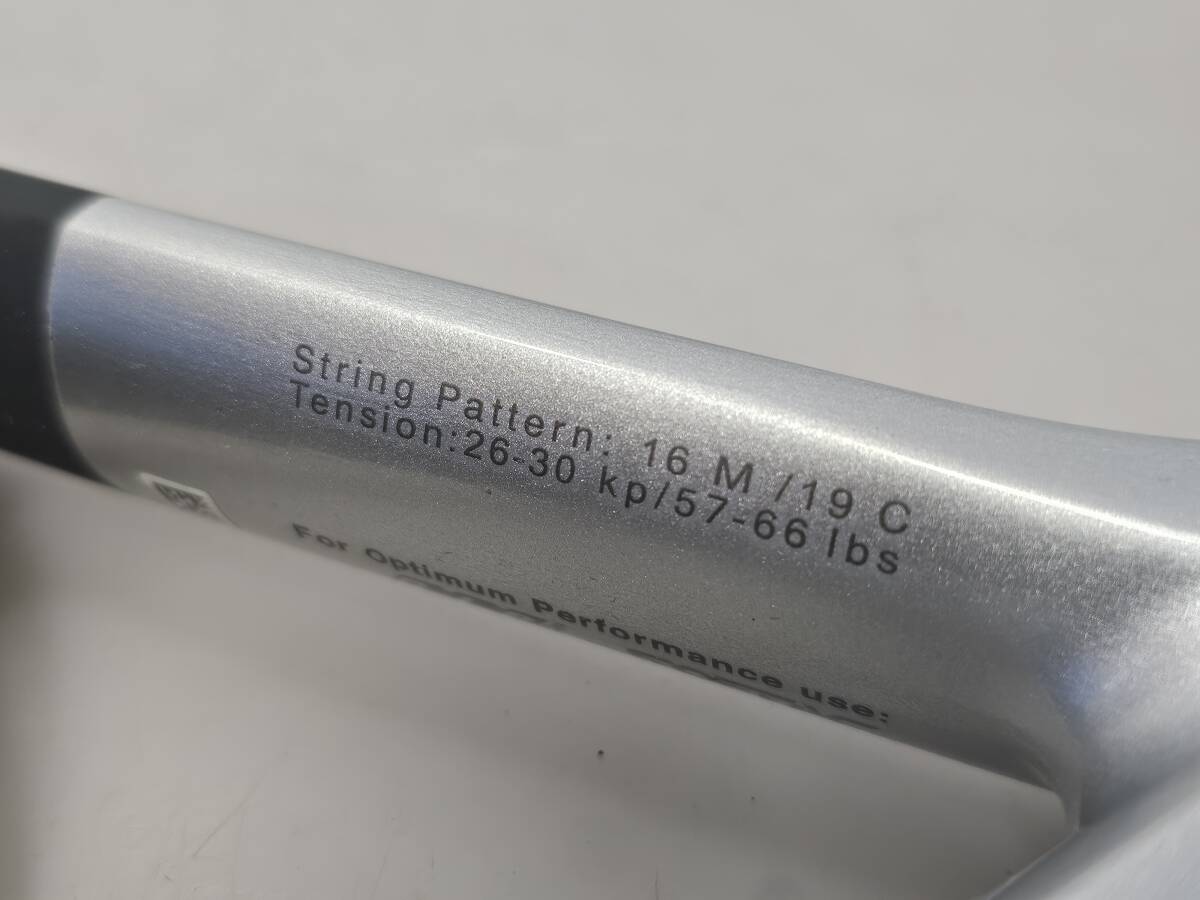 String Pattern: 16 M /19 C
Tension:26-30 kp/57-66 lbs
For Optimum Performance use: